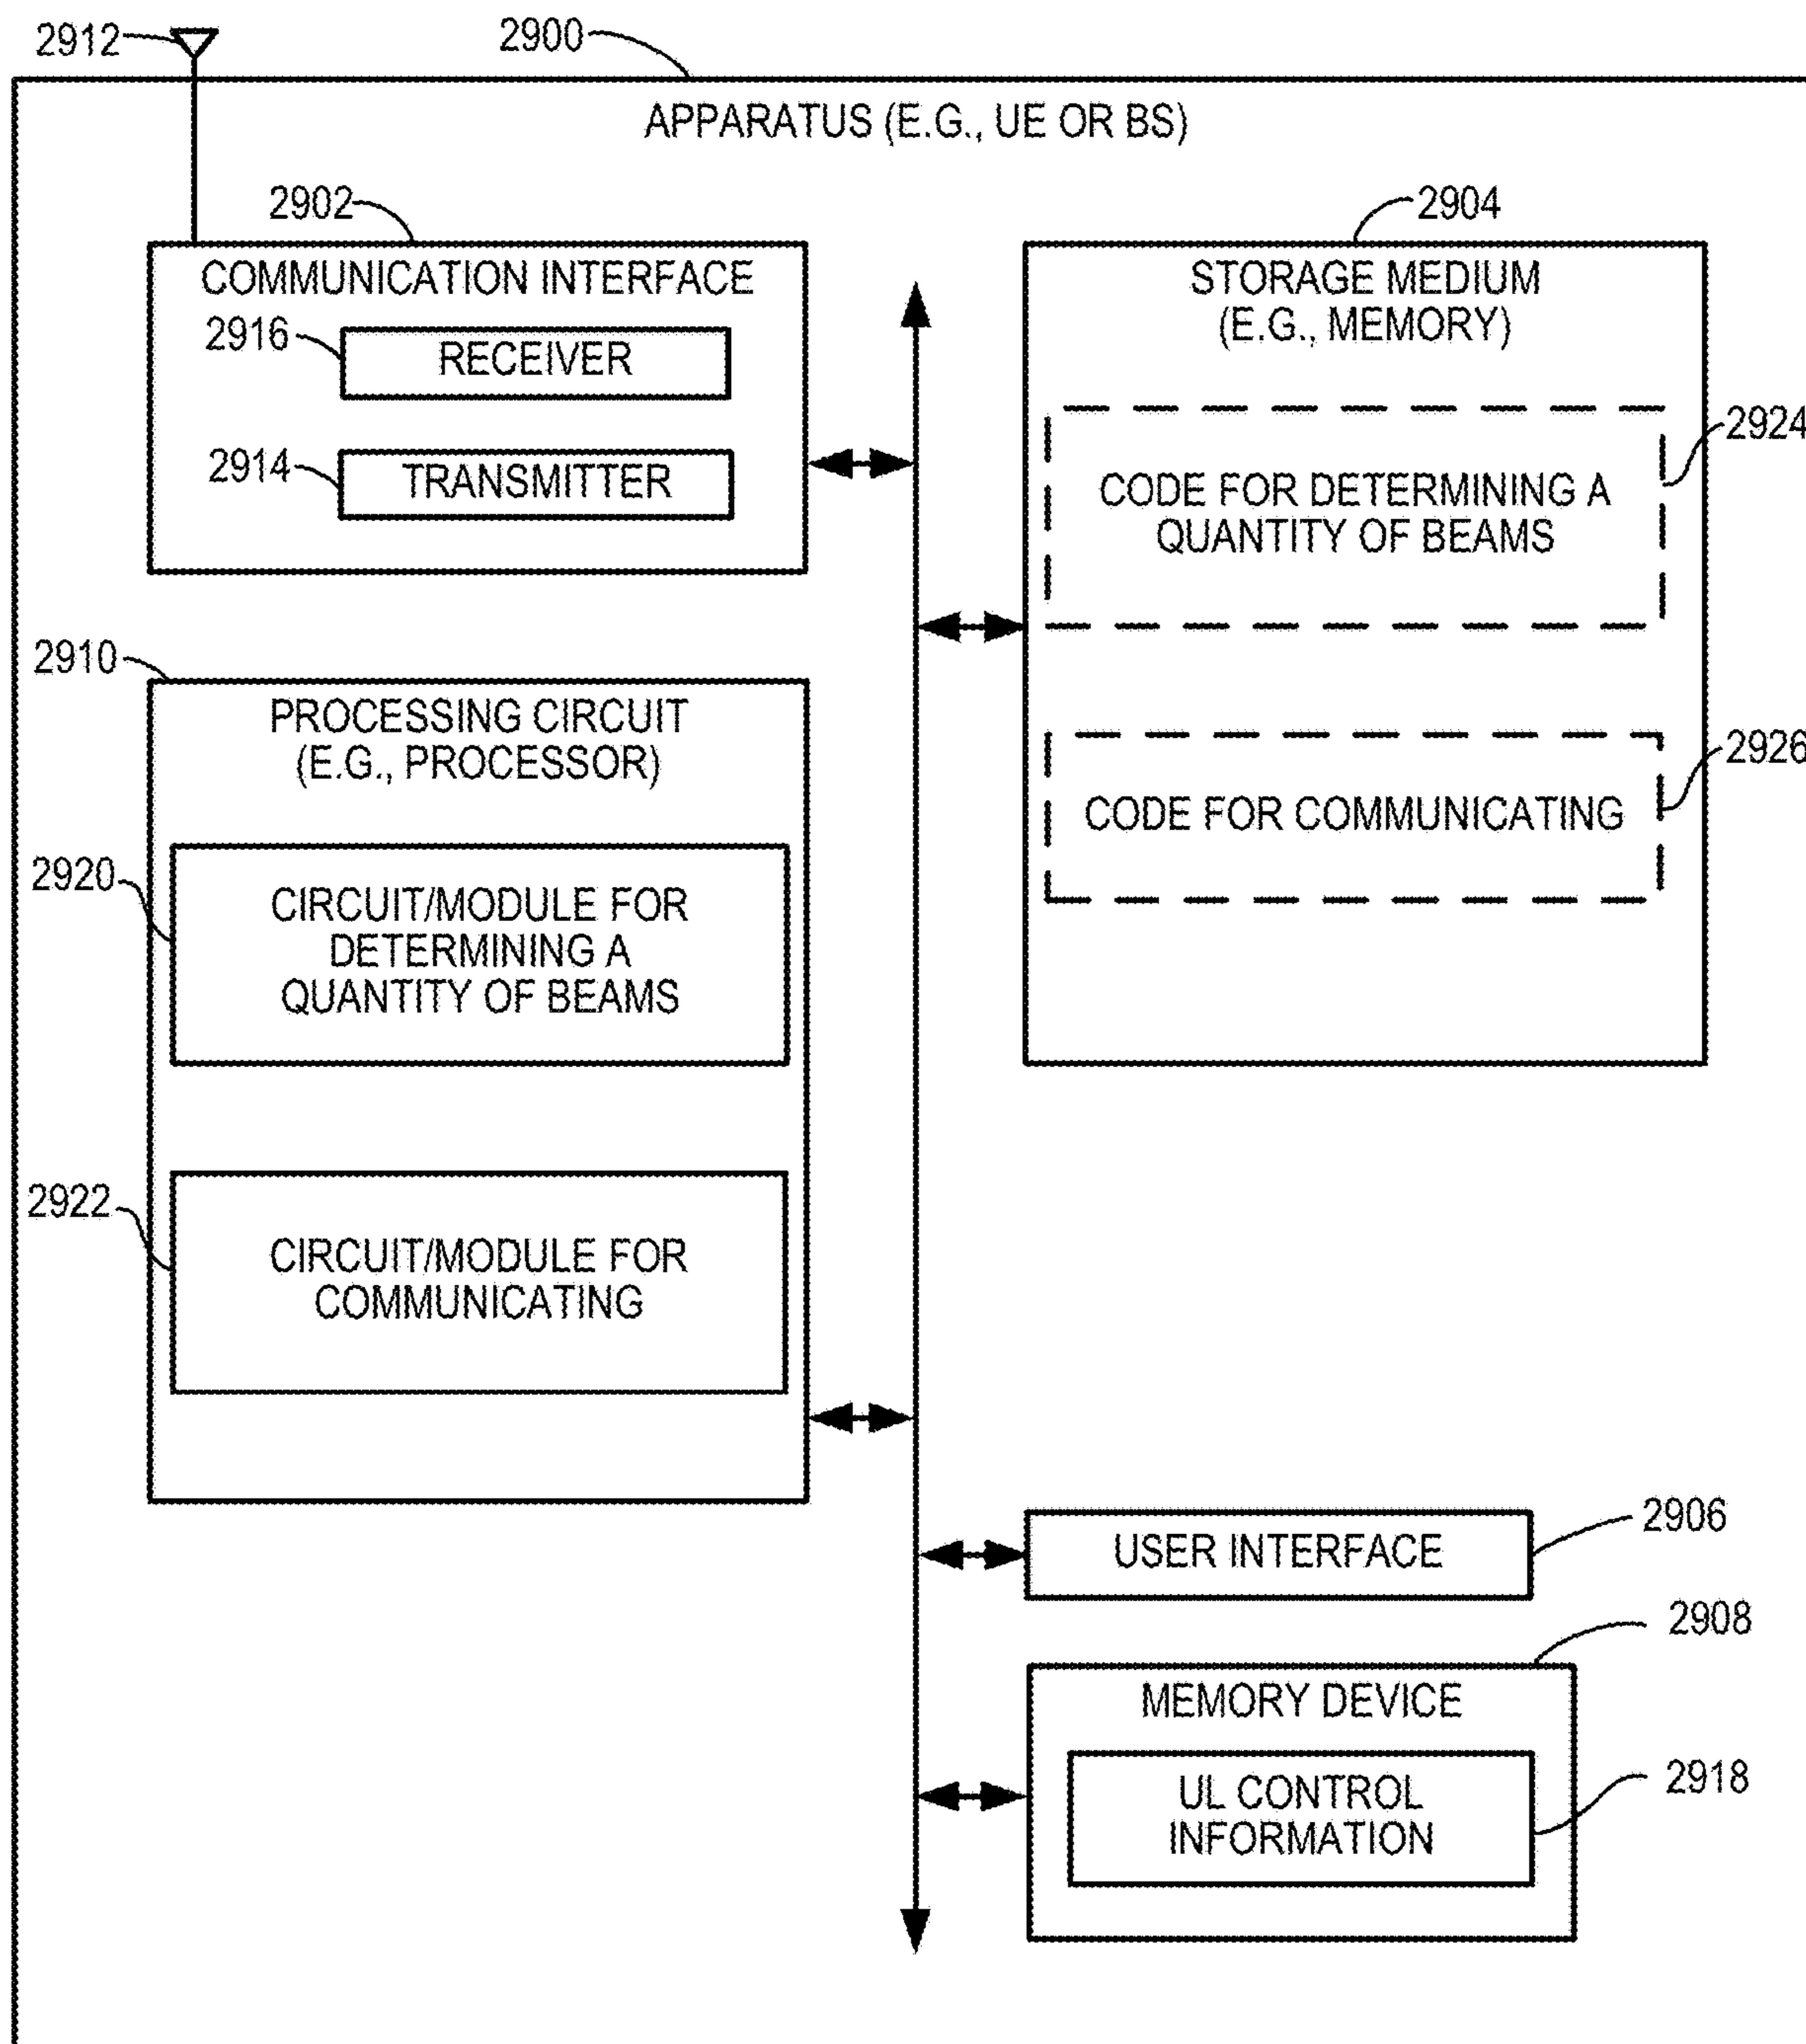 2912
2900
APPARATUS (E.G., UE OR BS)
2902
COMMUNICATION INTERFACE
2916
RECEIVER
2914
TRANSMITTER
2904
STORAGE MEDIUM
(E.G., MEMORY)
2924
CODE FOR DETERMINING A
QUANTITY OF BEAMS
2926
CODE FOR COMMUNICATING
2910
PROCESSING CIRCUIT
(E.G., PROCESSOR)
2920
CIRCUIT/MODULE FOR
DETERMINING A
QUANTITY OF BEAMS
2922
CIRCUIT/MODULE FOR
COMMUNICATING
2906
USER INTERFACE
2908
MEMORY DEVICE
2918
UL CONTROL
INFORMATION